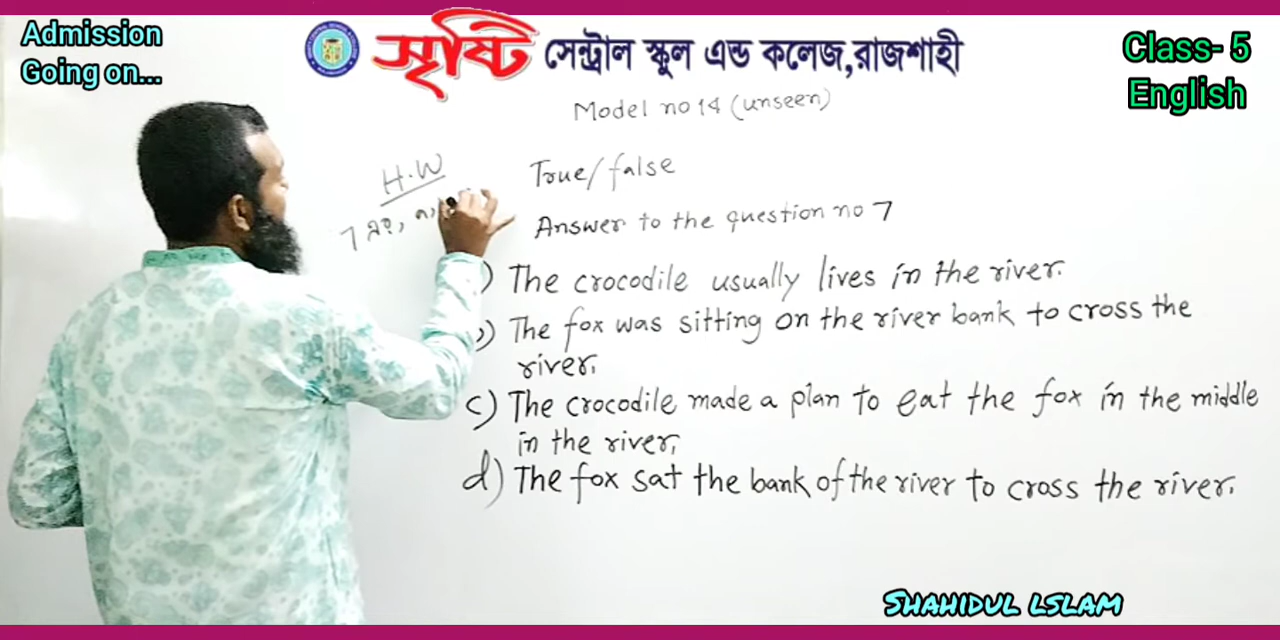 Admission
Going on...
সৃষ্টি সেন্ট্রাল স্কুল এন্ড কলেজ,রাজশাহী
Class- 5
English
Model no 14 (unseen)
H.W
True/false
Answer to the question no 7
) The crocodile usually lives in the river.
) The fox was sitting on the river bank to cross the
river.
c) The crocodile made a plan to eat the fox in the middle
in the river,
d) The fox sat the bank of the river to cross the river.
SHAHIDUL LSLAM